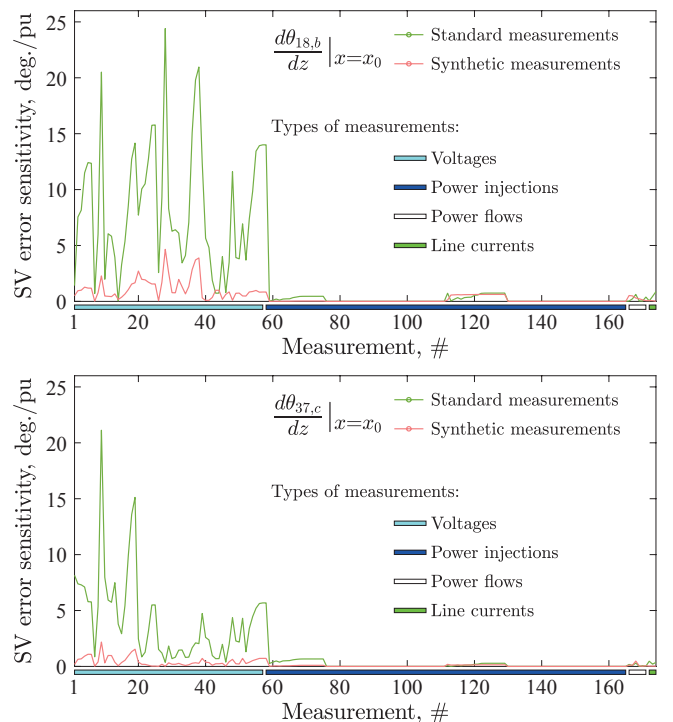 SV error sensitivity, deg./pu
25
20
15
10
5
0
dθ18,b/dz |x=x0
Standard measurements
Synthetic measurements
Types of measurements:
Voltages
Power injections
Power flows
Line currents
1 20 40 60 80 100 120 140 160
Measurement, #
SV error sensitivity, deg./pu
25
20
15
10
5
0
dθ37,c/dz |x=x0
Standard measurements
Synthetic measurements
Types of measurements:
Voltages
Power injections
Power flows
Line currents
1 20 40 60 80 100 120 140 160
Measurement, #